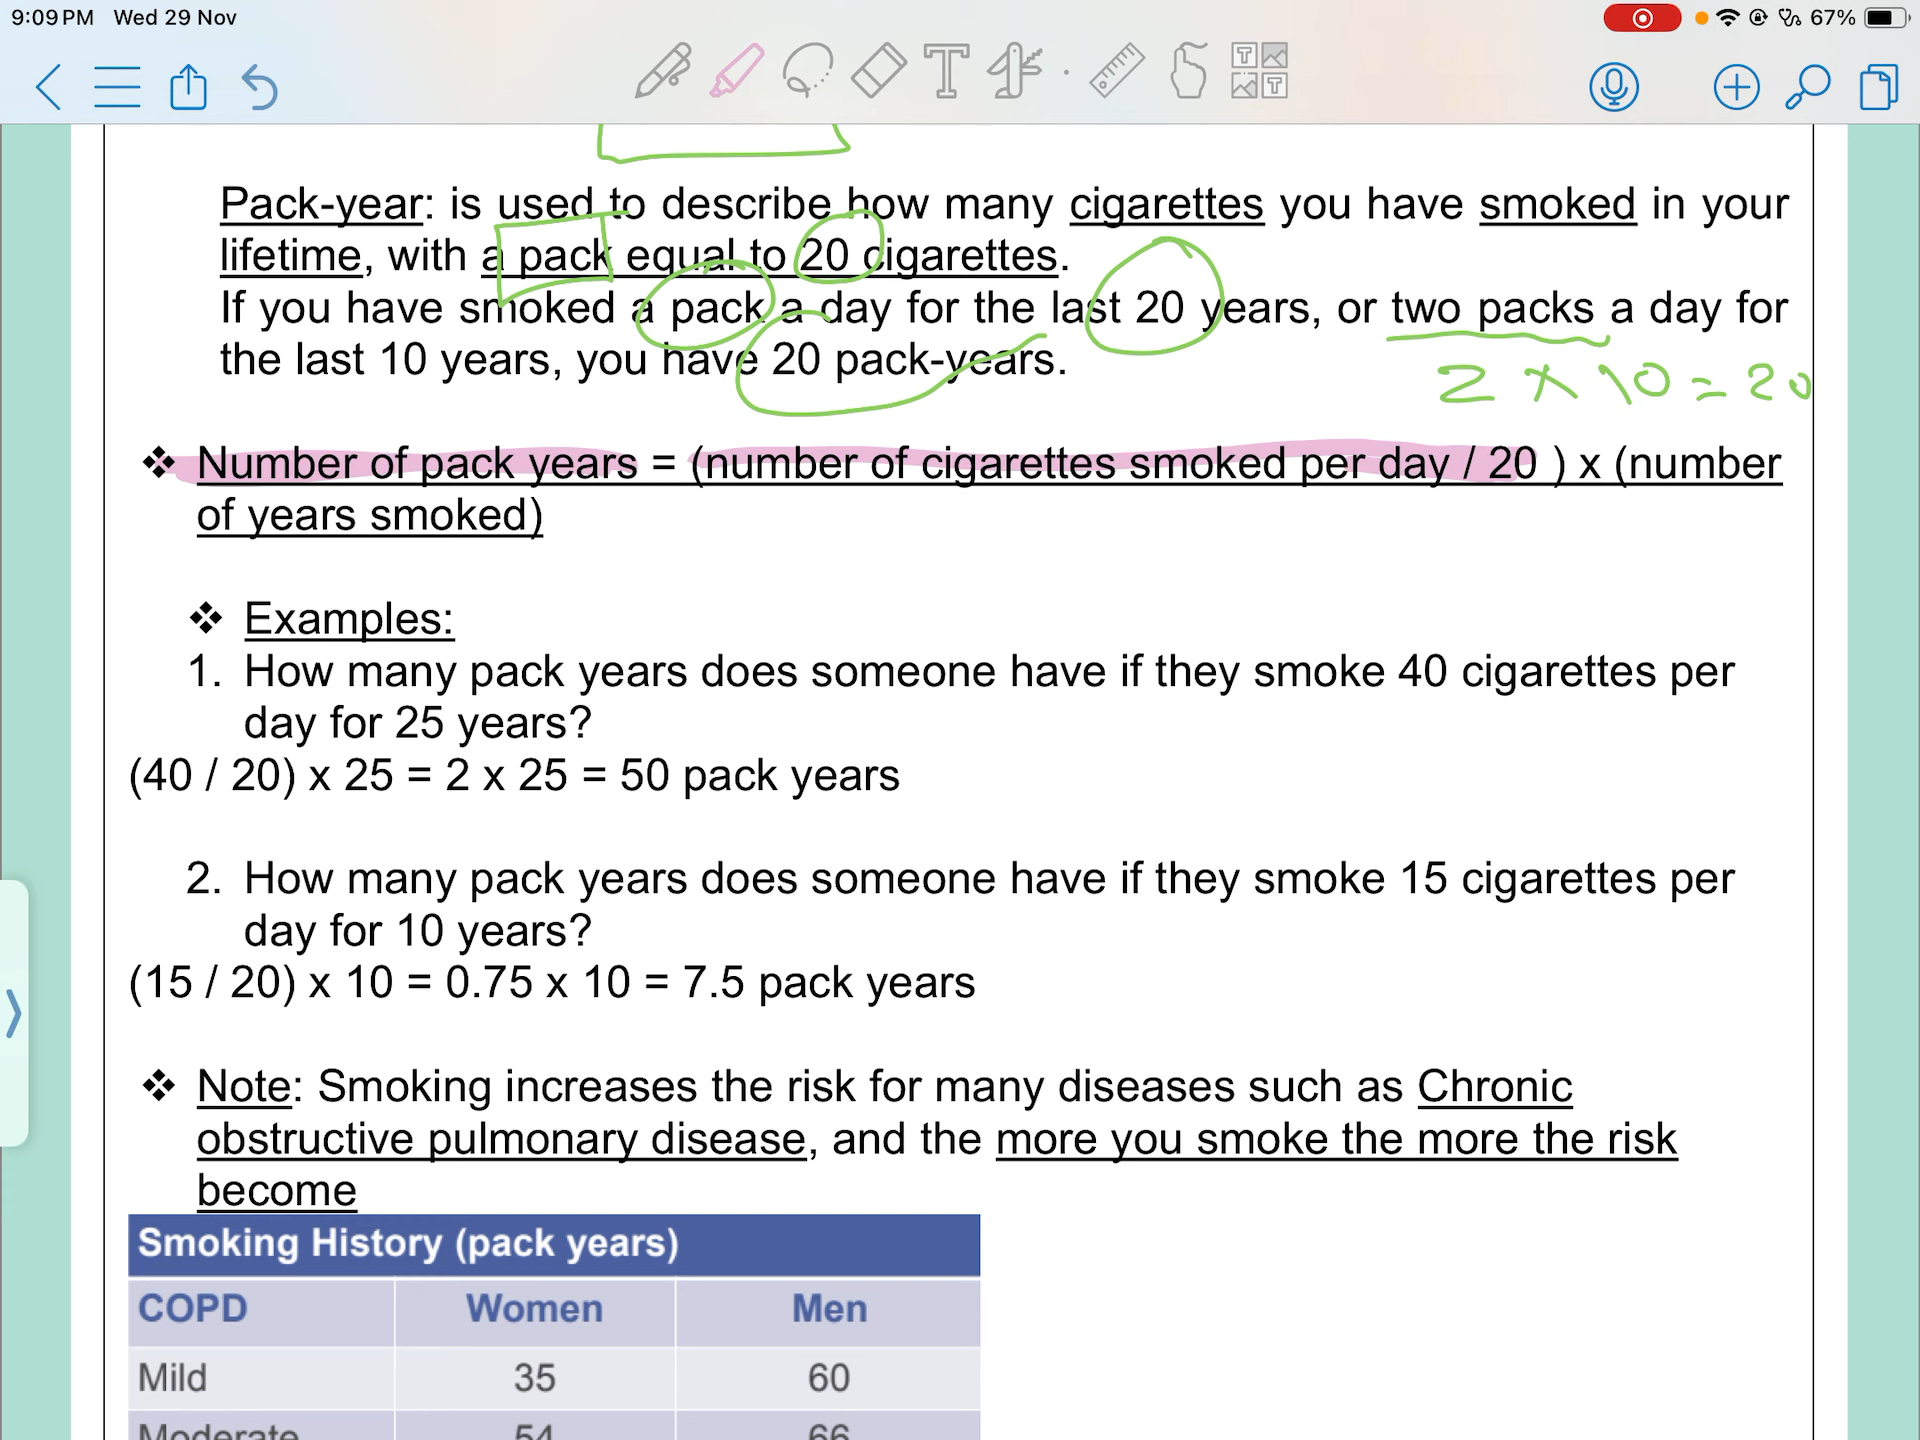 9:09 PM Wed 29 Nov
67%
Pack-year: is used to describe how many cigarettes you have smoked in your
lifetime, with a pack equal to 20 cigarettes.
If you have smoked a pack a day for the last 20 years, or two packs a day for
the last 10 years, you have 20 pack-years.
2 x 10 = 20
❖ Number of pack years = (number of cigarettes smoked per day / 20 ) x (number
of years smoked)
❖ Examples:
1. How many pack years does someone have if they smoke 40 cigarettes per
day for 25 years?
(40 / 20) x 25 = 2 x 25 = 50 pack years
2. How many pack years does someone have if they smoke 15 cigarettes per
day for 10 years?
(15 / 20) x 10 = 0.75 x 10 = 7.5 pack years
❖ Note: Smoking increases the risk for many diseases such as Chronic
obstructive pulmonary disease, and the more you smoke the more the risk
become
Smoking History (pack years)
COPD Women Men
Mild 35 60
Moderate 54 66